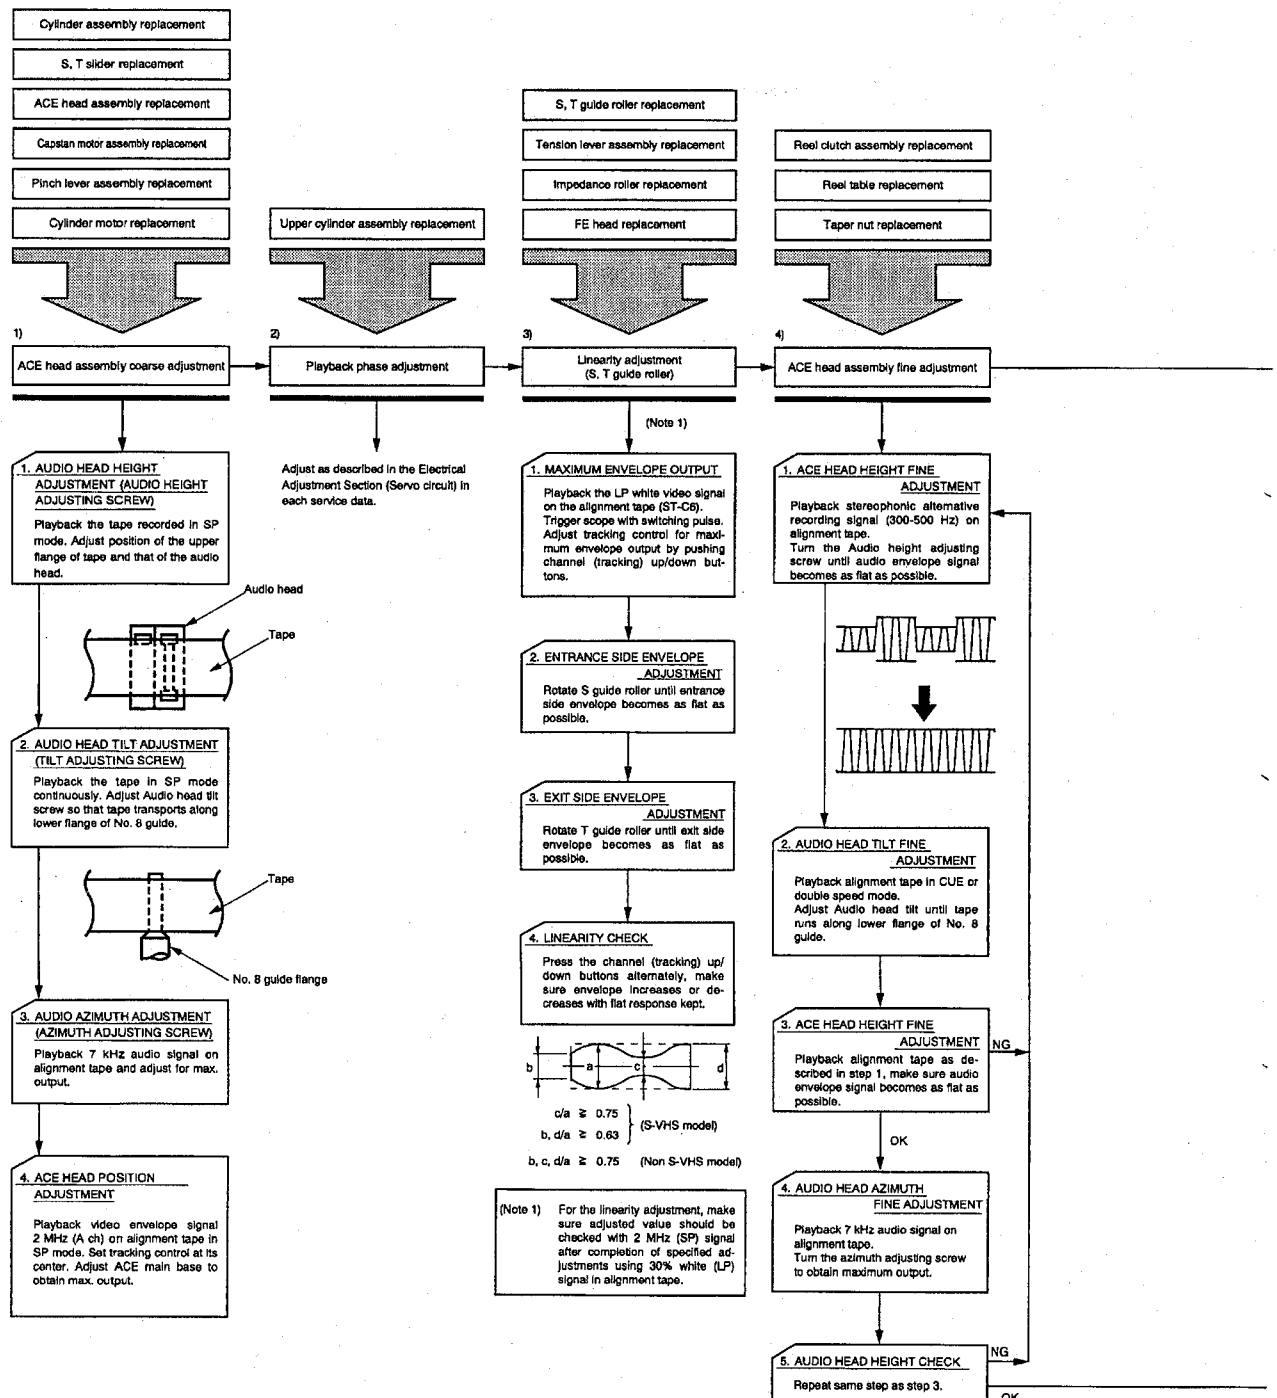 Cylinder assembly replacement
S, T slider replacement
ACE head assembly replacement
Capstan motor assembly replacement
Pinch lever assembly replacement
Cylinder motor replacement
1)
ACE head assembly coarse adjustment
1. AUDIO HEAD HEIGHT
ADJUSTMENT (AUDIO HEIGHT
ADJUSTING SCREW)
Playback the tape recorded in SP
mode. Adjust position of the upper
flange of tape and that of the audio
head.
Audio head
Tape
2. AUDIO HEAD TILT ADJUSTMENT
(TILT ADJUSTING SCREW)
Playback the tape in SP mode
continuously. Adjust Audio head tilt
screw so that tape transports along
lower flange of No. 8 guide.
Tape
No. 8 guide flange
3. AUDIO AZIMUTH ADJUSTMENT
(AZIMUTH ADJUSTING SCREW)
Playback 7 kHz audio signal on
alignment tape and adjust for max.
output.
4. ACE HEAD POSITION
ADJUSTMENT
Playback video envelope signal
2 MHz (A ch) on alignment tape in
SP mode. Set tracking control at its
center. Adjust ACE main base to
obtain max. output.
Upper cylinder assembly replacement
2)
Playback phase adjustment
Adjust as described in the Electrical
Adjustment Section (Servo circuit) in
each service data.
S, T guide roller replacement
Tension lever assembly replacement
Impedance roller replacement
FE head replacement
3)
Linearity adjustment
(S, T guide roller)
(Note 1)
1. MAXIMUM ENVELOPE OUTPUT
Playback the LP white video signal
on the alignment tape (ST-C6).
Trigger scope with switching pulse.
Adjust tracking control for maxi-
mum envelope output by pushing
channel (tracking) up/down but-
tons.
2. ENTRANCE SIDE ENVELOPE
ADJUSTMENT
Rotate S guide roller until entrance
side envelope becomes as flat as
possible.
3. EXIT SIDE ENVELOPE
ADJUSTMENT
Rotate T guide roller until exit side
envelope becomes as flat as
possible.
4. LINEARITY CHECK
Press the channel (tracking) up/
down buttons alternately, make
sure envelope increases or de-
creases with flat response kept.
b a c d
c/a ≧ 0.75
b, d/a ≧ 0.63
(S-VHS model)
b, c, d/a ≧ 0.75 (Non S-VHS model)
(Note 1) For the linearity adjustment, make
sure adjusted value should be
checked with 2 MHz (SP) signal
after completion of specified ad-
justments using 30% white (LP)
signal in alignment tape.
Reel clutch assembly replacement
Reel table replacement
Taper nut replacement
4)
ACE head assembly fine adjustment
1. ACE HEAD HEIGHT FINE
ADJUSTMENT
Playback stereophonic alternative
recording signal (300-500 Hz) on
alignment tape.
Turn the Audio height adjusting
screw until audio envelope signal
becomes as flat as possible.
2. AUDIO HEAD TILT FINE
ADJUSTMENT
Playback alignment tape in CUE or
double speed mode.
Adjust Audio head tilt until tape
runs along lower flange of No. 8
guide.
3. ACE HEAD HEIGHT FINE
ADJUSTMENT
Playback alignment tape as de-
scribed in step 1, make sure audio
envelope signal becomes as flat as
possible.
NG
OK
4. AUDIO HEAD AZIMUTH
FINE ADJUSTMENT
Playback 7 kHz audio signal on
alignment tape.
Turn the azimuth adjusting screw
to obtain maximum output.
5. AUDIO HEAD HEIGHT CHECK
Repeat same step as step 3.
NG
OK